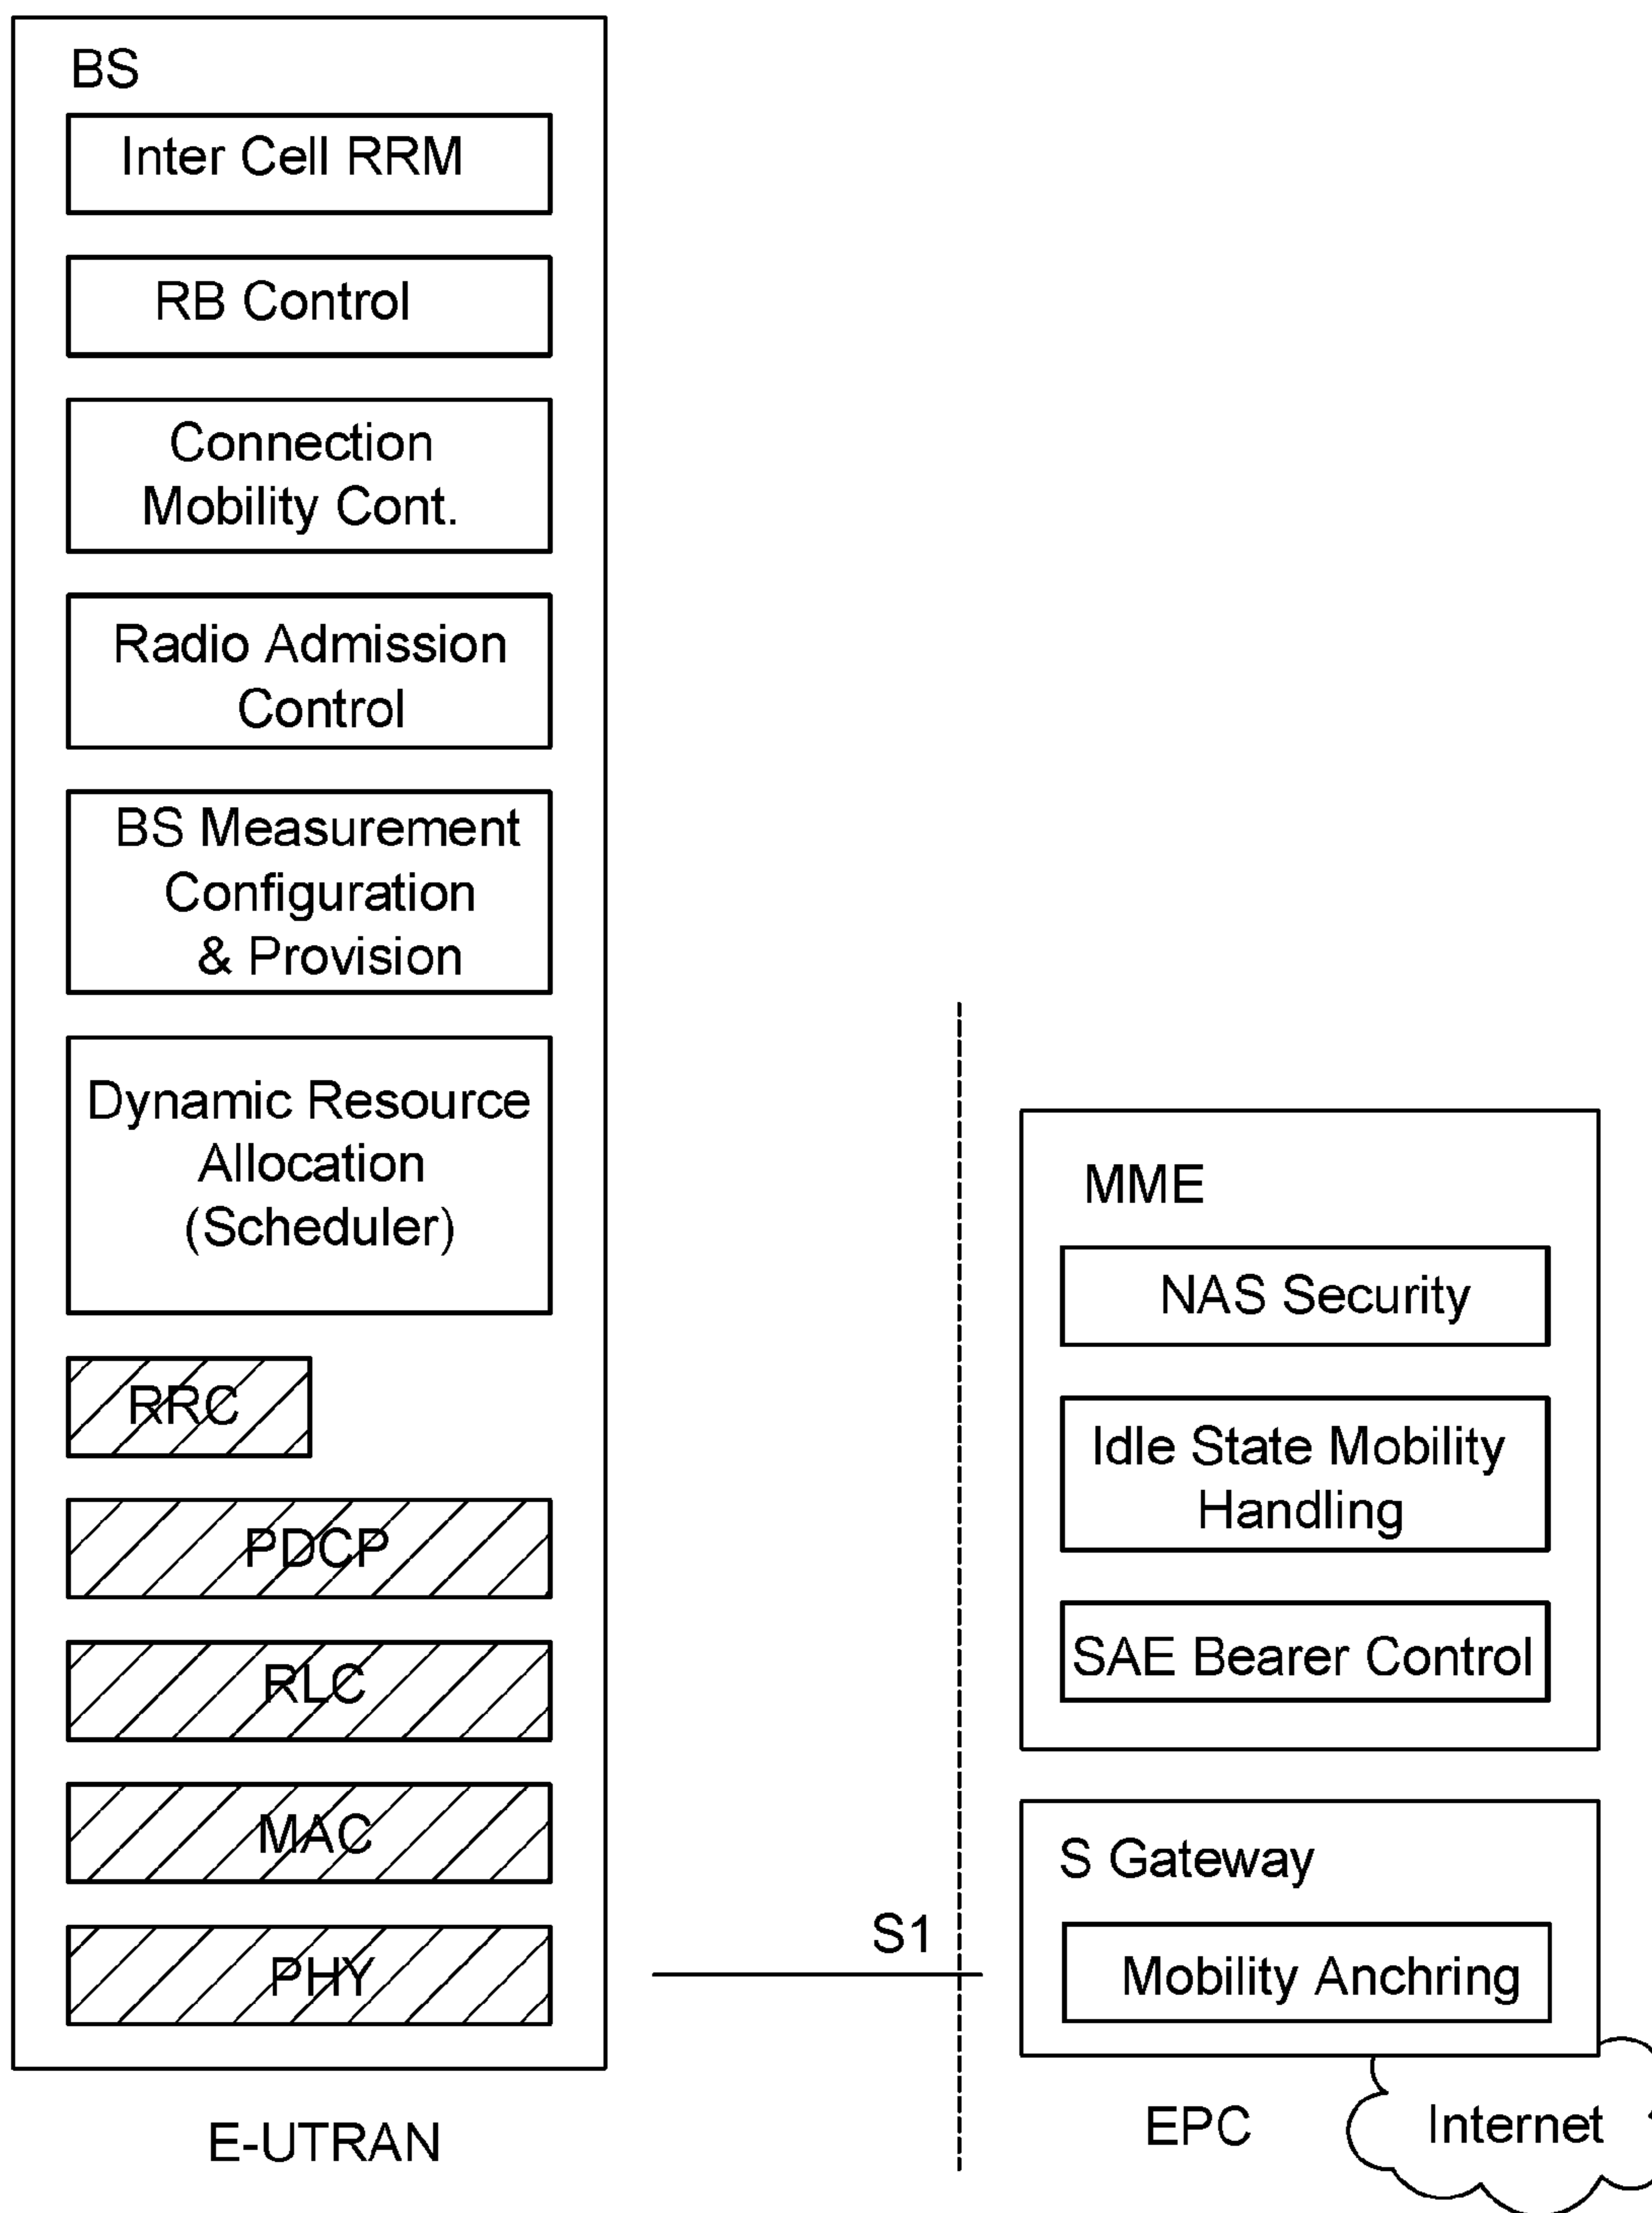 BS
Inter Cell RRM
RB Control
Connection
Mobility Cont.
Radio Admission
Control
BS Measurement
Configuration
& Provision
Dynamic Resource
Allocation
(Scheduler)
RRC
PDCP
RLC
MAC
PHY
E-UTRAN
S1
MME
NAS Security
Idle State Mobility
Handling
SAE Bearer Control
S Gateway
Mobility Anchring
EPC
Internet